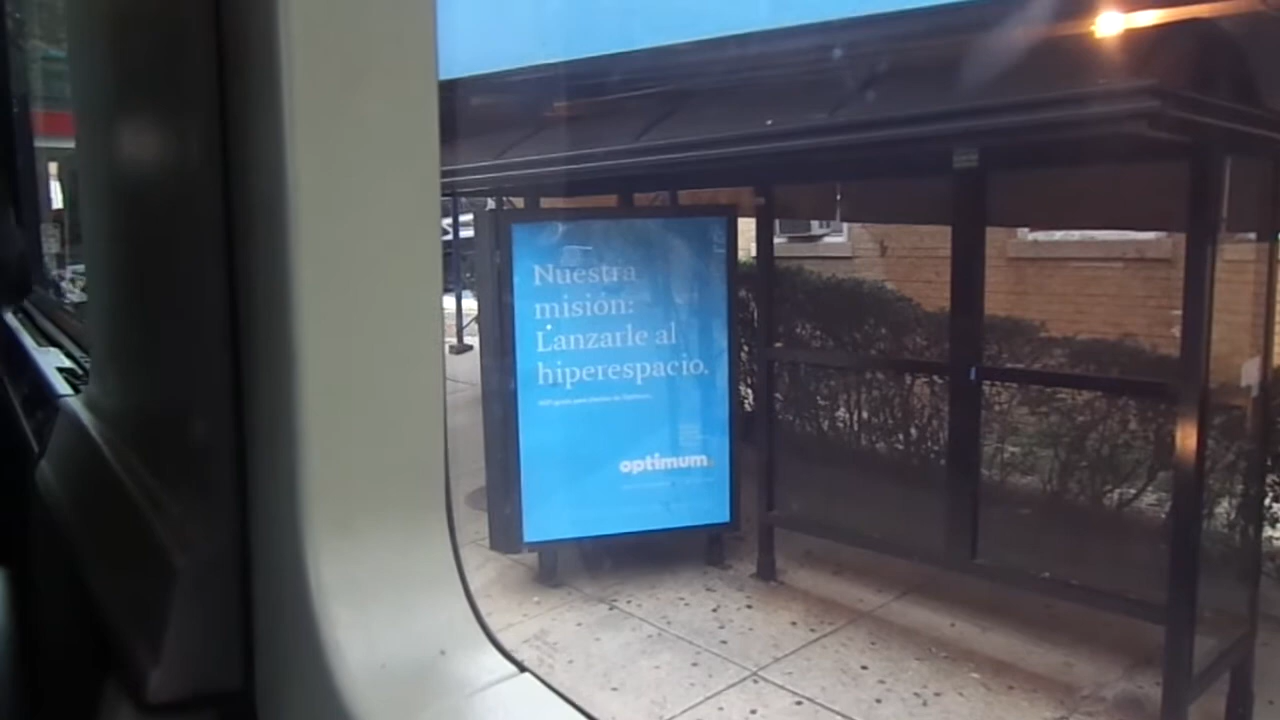 Nuestra
misión:
Lanzarle al
hiperespacio.
optimum.